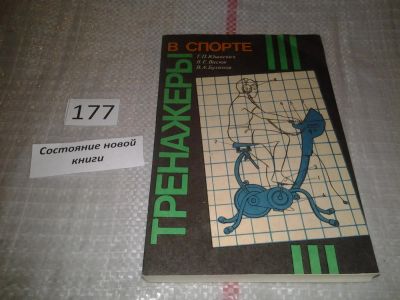 177
Состояние новой
книги
ТРЕНАЖЕРЫ
В СПОРТЕ